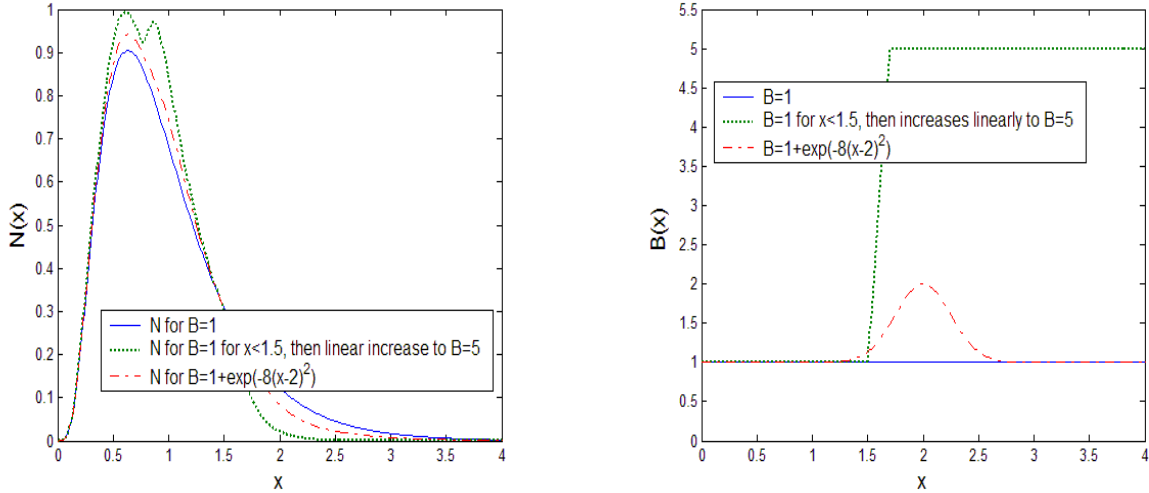 1
0.9
0.8
0.7
0.6
0.5
0.4
0.3
0.2
0.1
0
N(x)
N for B=1
N for B=1 for x<1.5, then linear increase to B=5
N for B=1+exp(-8(x-2)²)
0 0.5 1 1.5 2 2.5 3 3.5 4
x
5.5
5
4.5
4
3.5
3
2.5
2
1.5
1
0.5
0
B(x)
B=1
B=1 for x<1.5, then increases linearly to B=5
B=1+exp(-8(x-2)²)
0 0.5 1 1.5 2 2.5 3 3.5 4
x